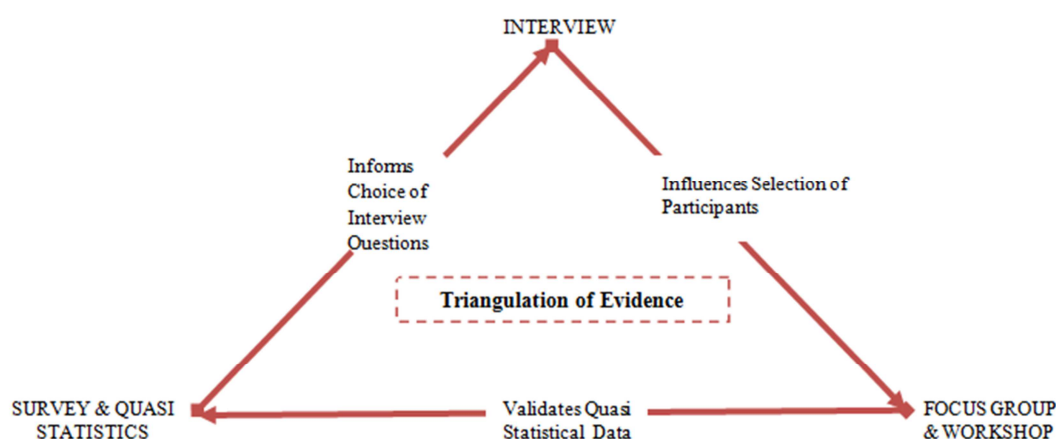 INTERVIEW
Informs
Choice of
Interview
Questions
Influences Selection of
Participants
Triangulation of Evidence
SURVEY & QUASI
STATISTICS
Validates Quasi
Statistical Data
FOCUS GROUP
& WORKSHOP